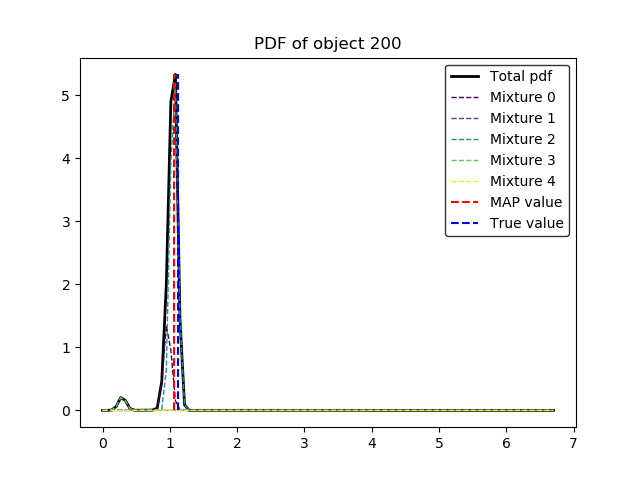 PDF of object 200
Total pdf
Mixture 0
Mixture 1
Mixture 2
Mixture 3
Mixture 4
MAP value
True value
5
4
3
2
1
0
0 1 2 3 4 5 6 7